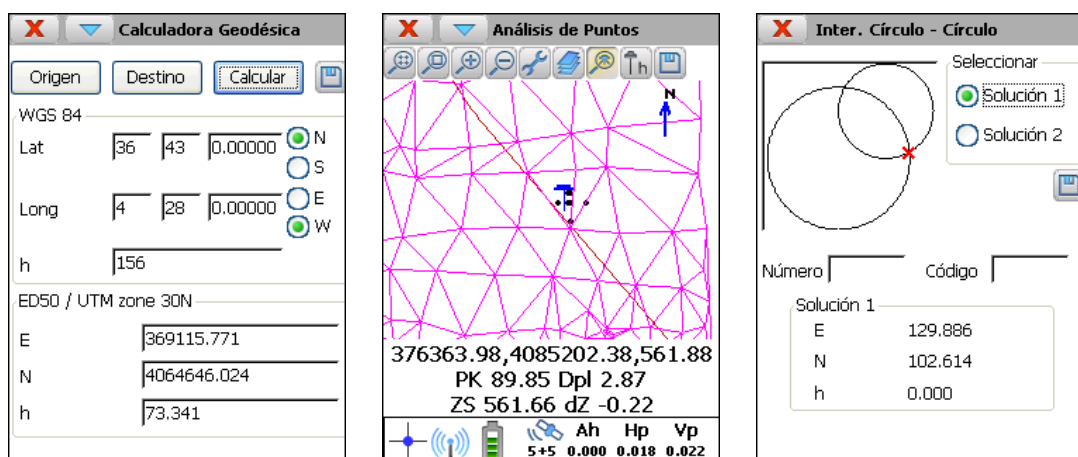 Calculadora Geodésica
Origen Destino Calcular
WGS 84
Lat 36 43 0.00000 N
S
Long 4 28 0.00000 E
W
h 156
ED50 / UTM zone 30N
E 369115.771
N 4064646.024
h 73.341
Análisis de Puntos
h
N
376363.98,4085202.38,561.88
PK 89.85 Dpl 2.87
ZS 561.66 dZ -0.22
Ah Hp Vp
5+5 0.000 0.018 0.022
Inter. Círculo - Círculo
Seleccionar
Solución 1
Solución 2
Número Código
Solución 1
E 129.886
N 102.614
h 0.000